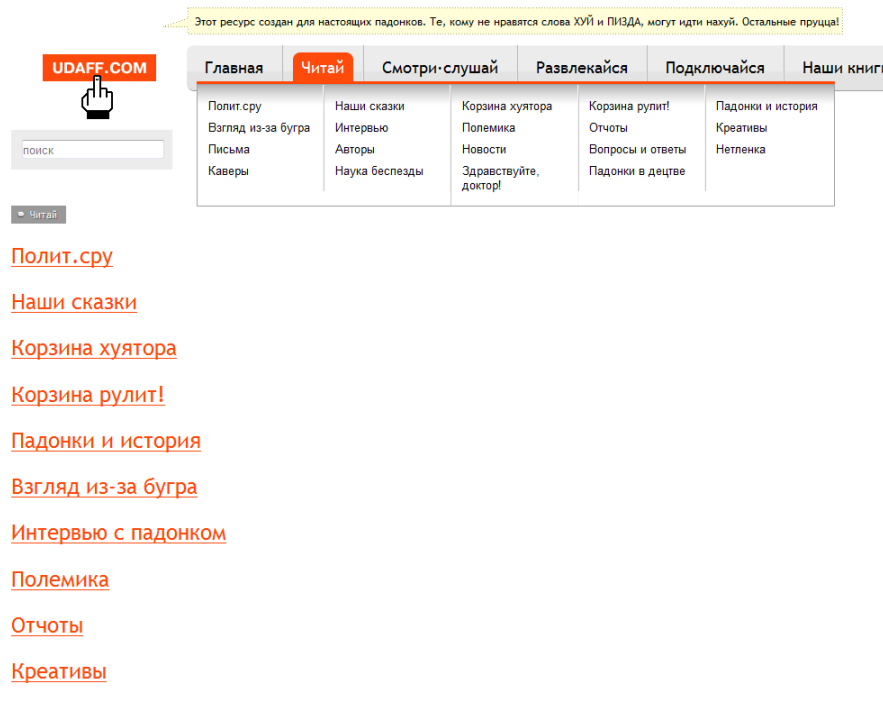 Этот ресурс создан для настоящих падонков. Те, кому не нравятся слова ХУЙ и ПИЗДА, могут идти нахуй. Остальные пруцца!
UDAFF.COM
Главная Читай Смотри·слушай Развлекайся Подключайся Наши книги
Полит.сру Наши сказки Корзина хуятора Корзина рулит! Падонки и история
Взгляд из-за бугра Интервью Полемика Отчоты Креативы
Письма Авторы Новости Вопросы и ответы Нетленка
Каверы Наука беспезды Здравствуйте, Падонки в децтве
доктор!
поиск
Читай
Полит.сру
Наши сказки
Корзина хуятора
Корзина рулит!
Падонки и история
Взгляд из-за бугра
Интервью с падонком
Полемика
Отчоты
Креативы